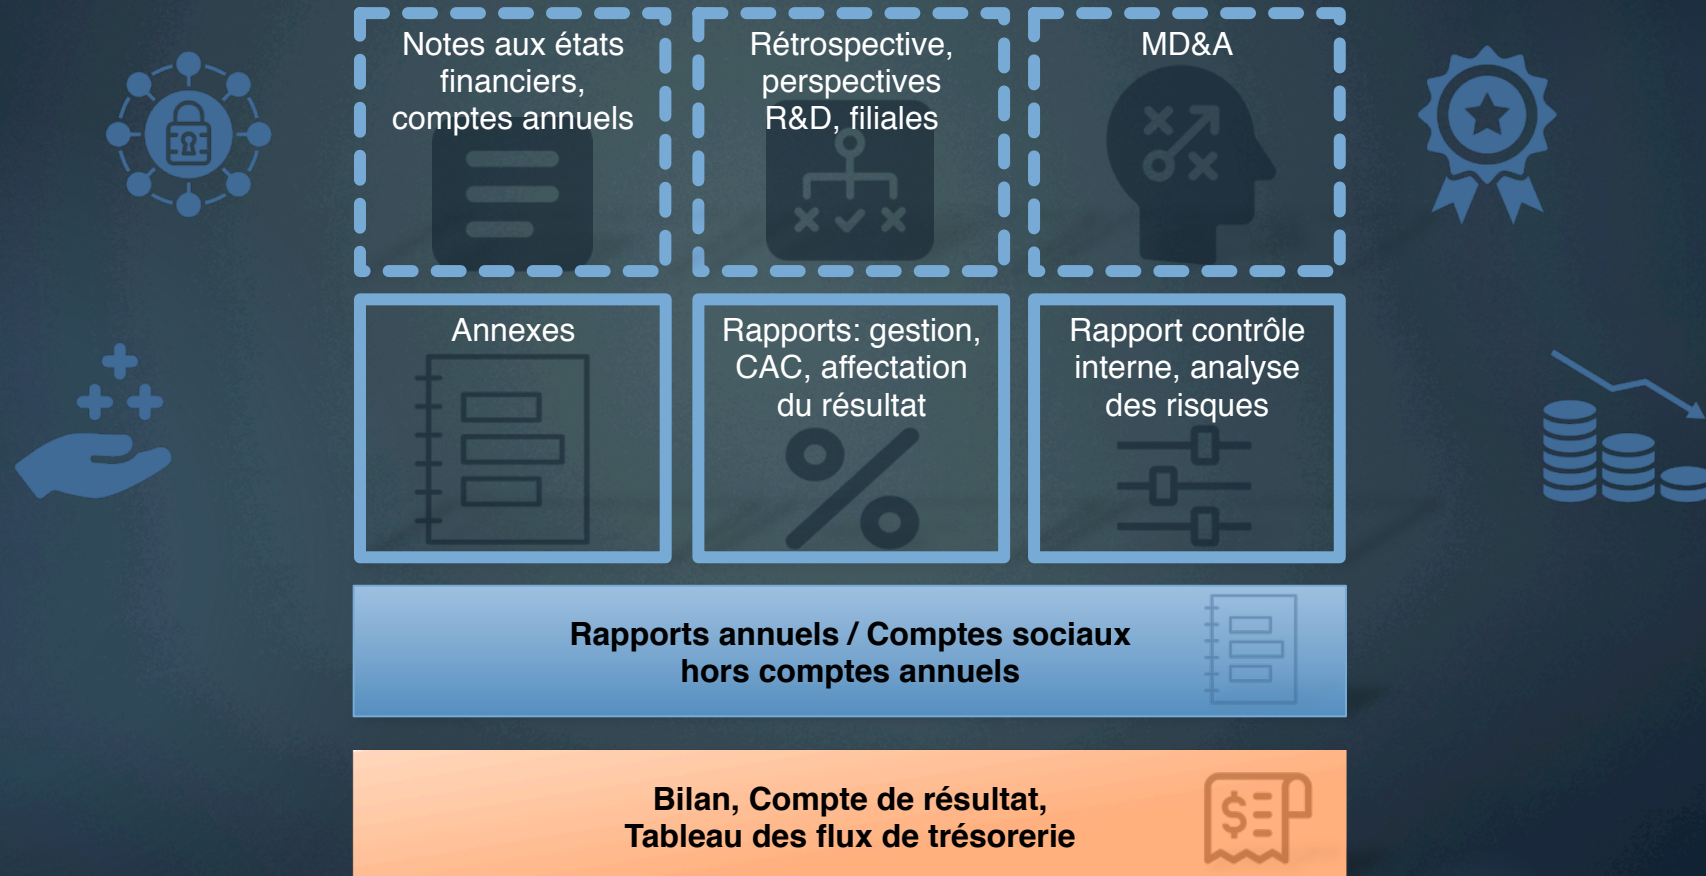 Notes aux états
financiers,
comptes annuels
Rétrospective,
perspectives
R&D, filiales
MD&A
Annexes
Rapports: gestion,
CAC, affectation
du résultat
Rapport contrôle
interne, analyse
des risques
Rapports annuels / Comptes sociaux
hors comptes annuels
Bilan, Compte de résultat,
Tableau des flux de trésorerie